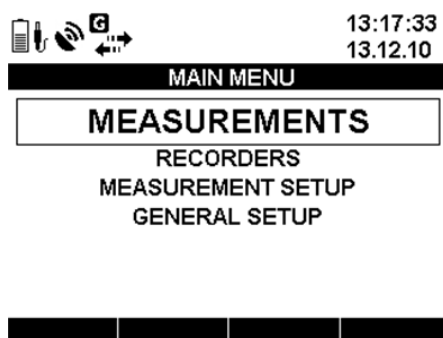 G
13:17:33
13.12.10
MAIN MENU
MEASUREMENTS
RECORDERS
MEASUREMENT SETUP
GENERAL SETUP